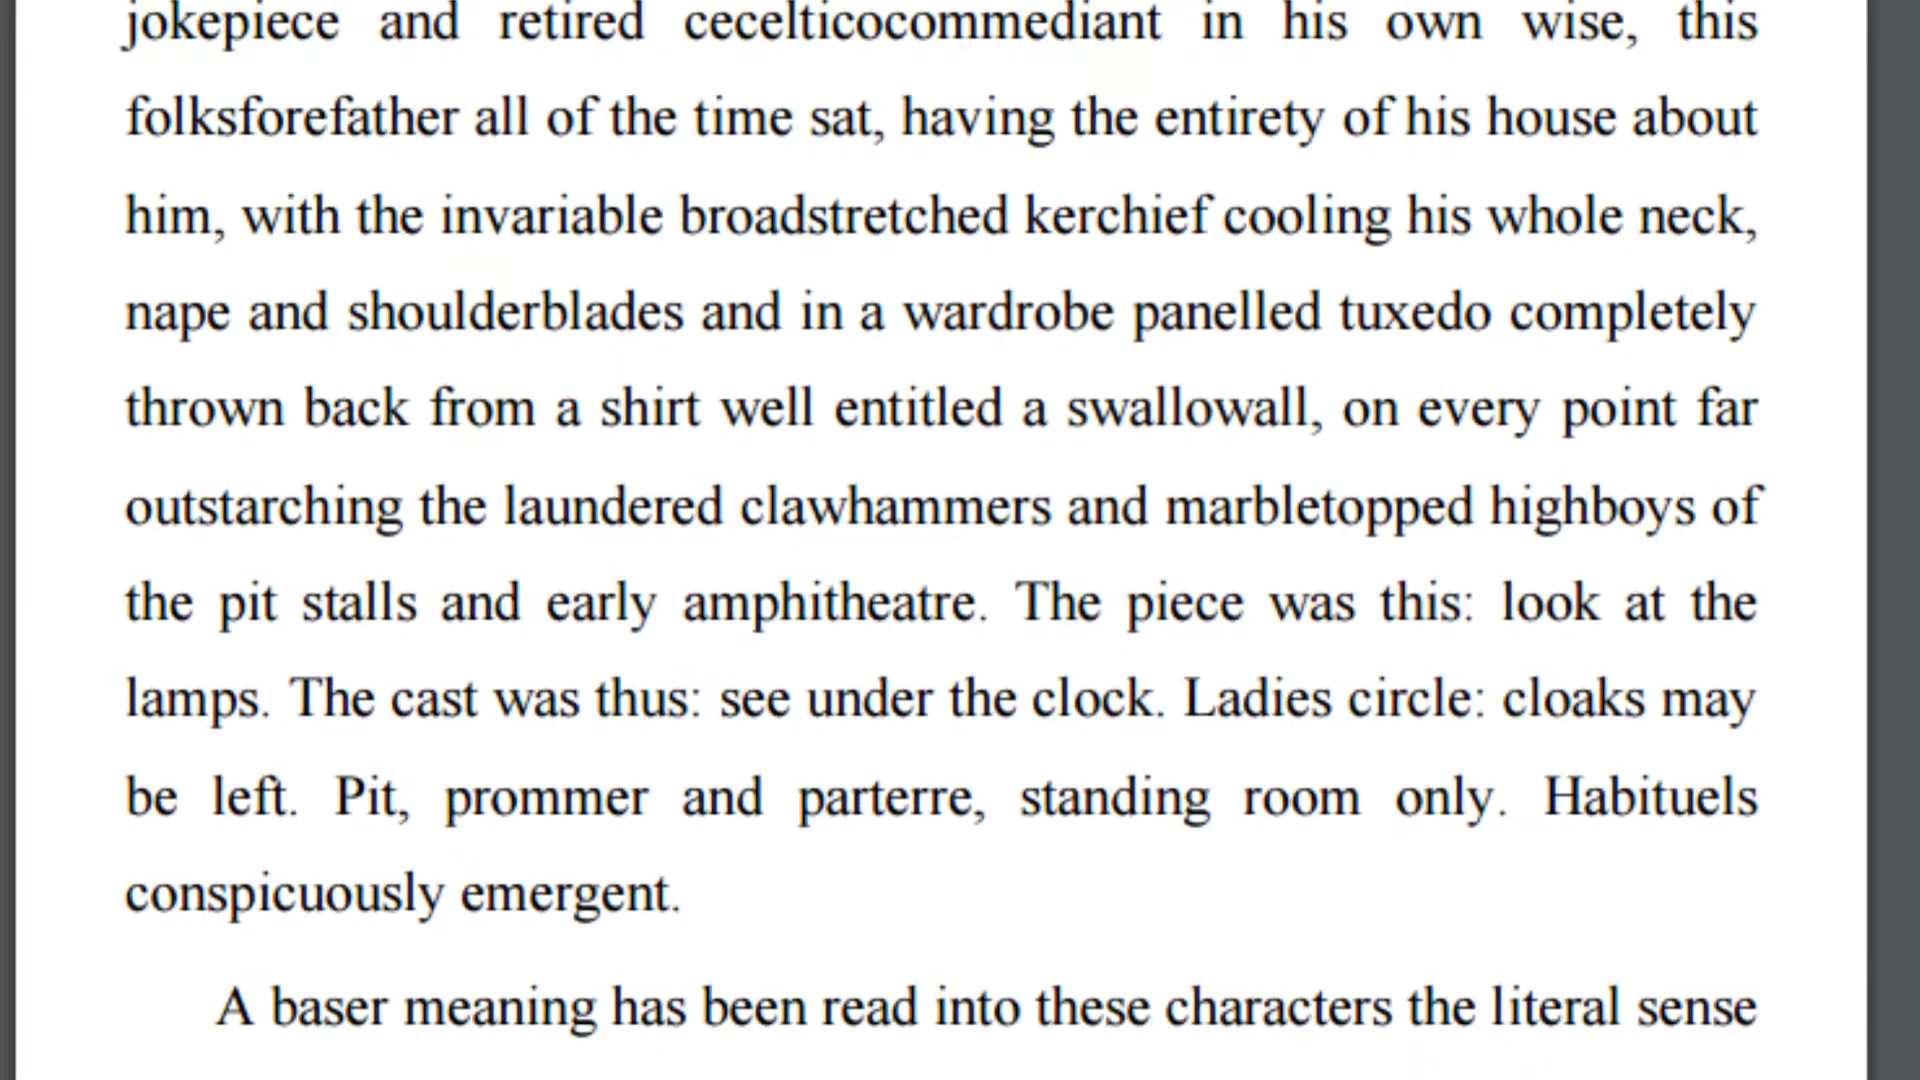 jokepiece and retired cecelticocommediant in his own wise, this
folksforefather all of the time sat, having the entirety of his house about
him, with the invariable broadstretched kerchief cooling his whole neck,
nape and shoulderblades and in a wardrobe panelled tuxedo completely
thrown back from a shirt well entitled a swallowall, on every point far
outstarching the laundered clawhammers and marbletopped highboys of
the pit stalls and early amphitheatre. The piece was this: look at the
lamps. The cast was thus: see under the clock. Ladies circle: cloaks may
be left. Pit, prommer and parterre, standing room only. Habituels
conspicuously emergent.
A baser meaning has been read into these characters the literal sense